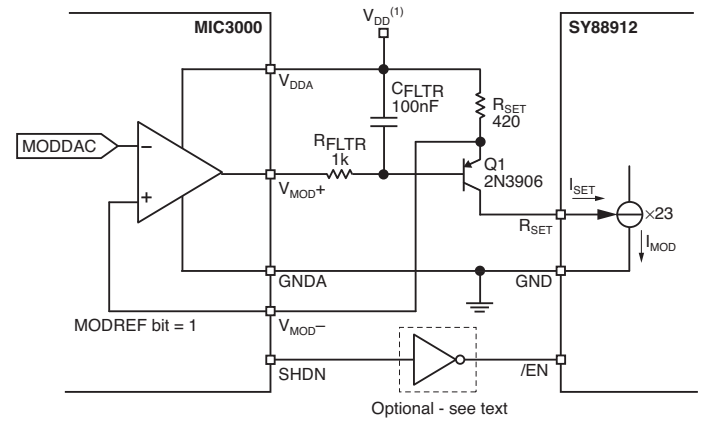 MIC3000
V_DD^(1)
SY88912
V_DDA
C_FLTR
100nF
R_SET
420
MODDAC
−
R_FLTR
1k
Q1
2N3906
+
V_MOD+
I_SET
×23
R_SET
I_MOD
GNDA
GND
MODREF bit = 1
V_MOD−
SHDN
/EN
Optional - see text